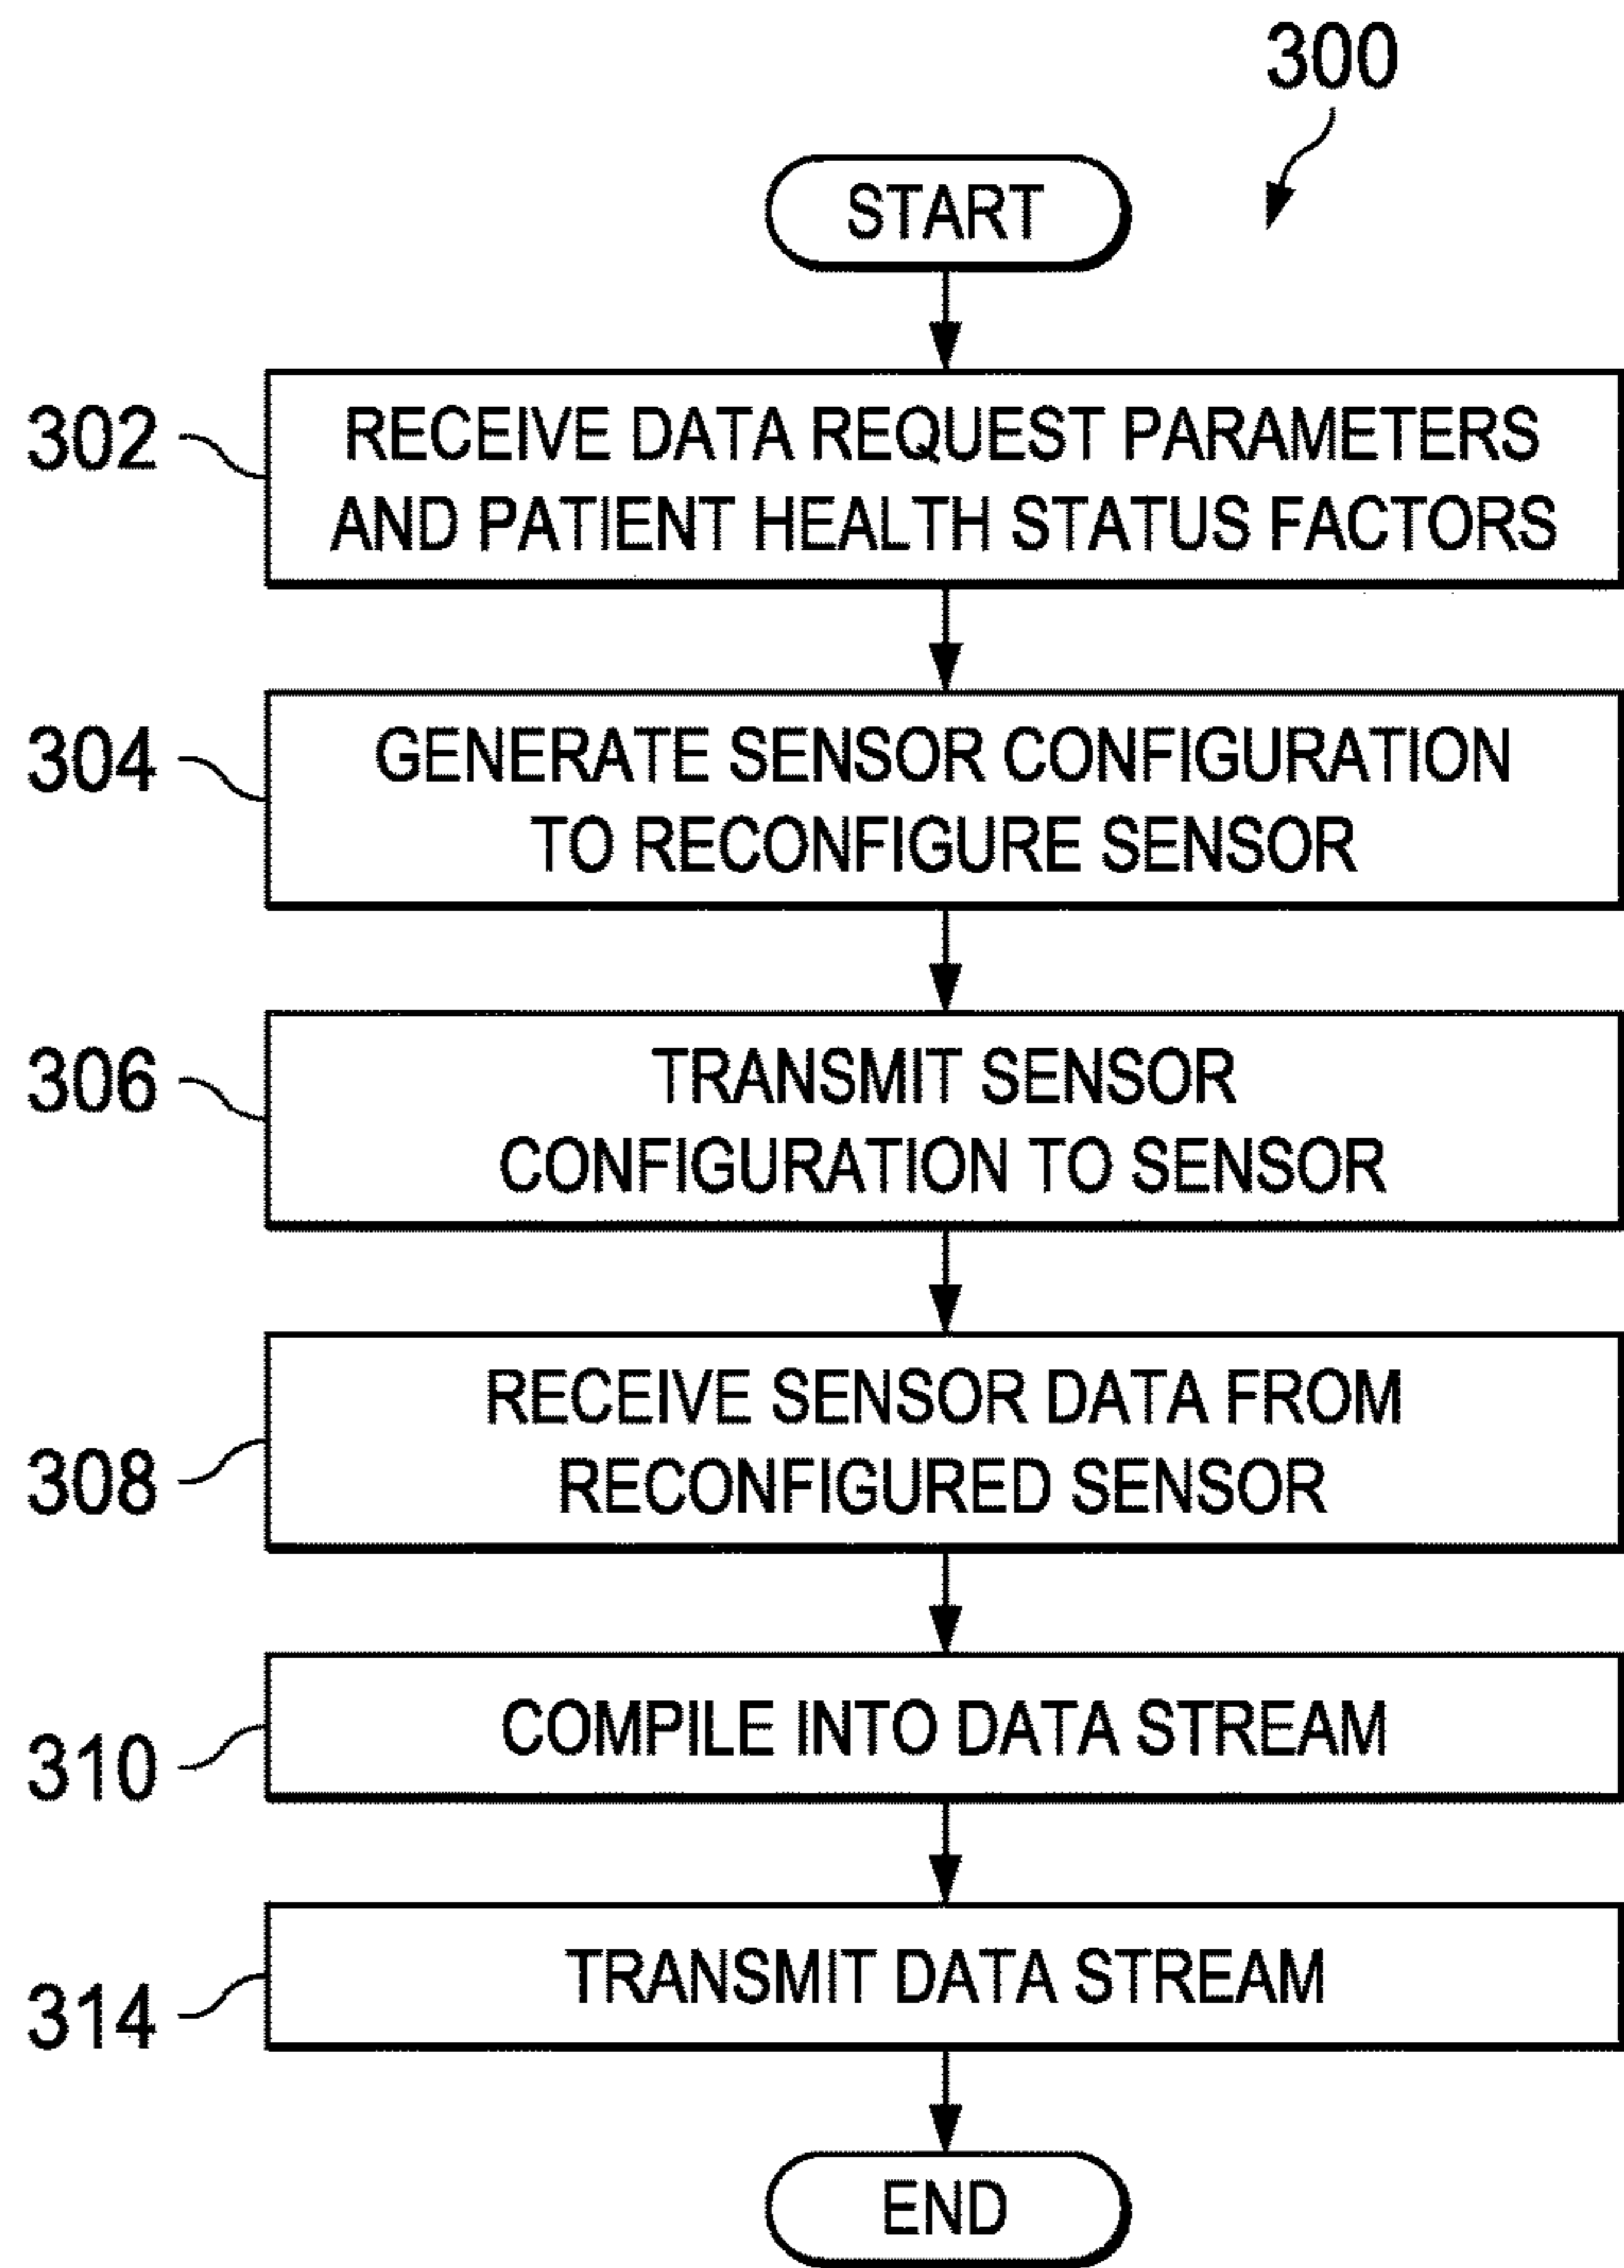 300
START
302
RECEIVE DATA REQUEST PARAMETERS
AND PATIENT HEALTH STATUS FACTORS
304
GENERATE SENSOR CONFIGURATION
TO RECONFIGURE SENSOR
306
TRANSMIT SENSOR
CONFIGURATION TO SENSOR
308
RECEIVE SENSOR DATA FROM
RECONFIGURED SENSOR
310
COMPILE INTO DATA STREAM
314
TRANSMIT DATA STREAM
END